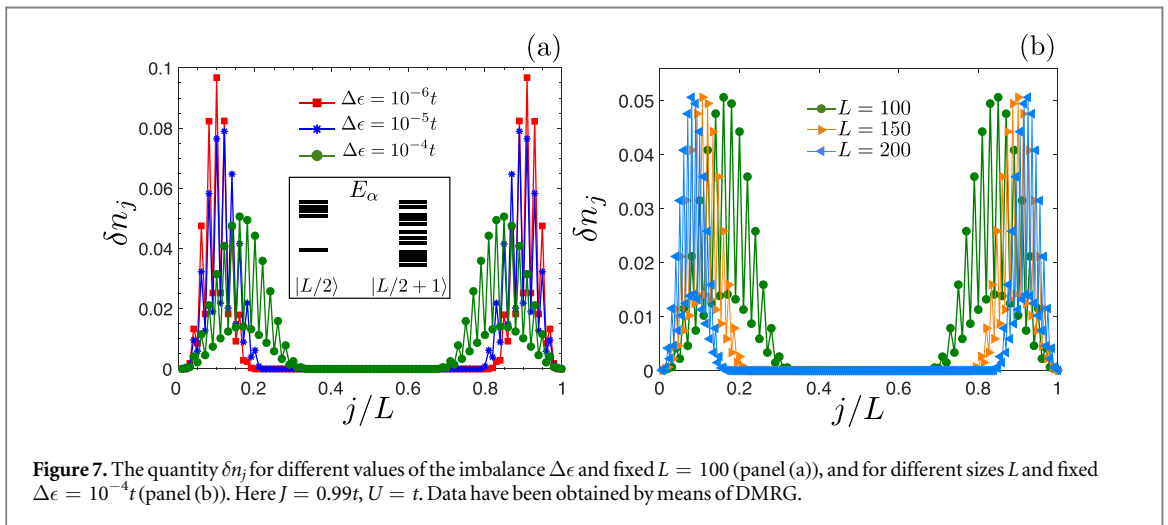 (a)
(b)
0.1
0.08
0.06
0.04
0.02
0
δn_j
Δϵ = 10⁻⁶t
Δϵ = 10⁻⁵t
Δϵ = 10⁻⁴t
E_α
|L/2⟩ |L/2 + 1⟩
0 0.2 0.4 0.6 0.8 1
j/L
0.05
0.04
0.03
0.02
0.01
0
δn_j
L = 100
L = 150
L = 200
0 0.2 0.4 0.6 0.8 1
j/L
Figure 7. The quantity δn_j for different values of the imbalance Δϵ and fixed L = 100 (panel (a)), and for different sizes L and fixed
Δϵ = 10⁻⁴t (panel (b)). Here J = 0.99t, U = t. Data have been obtained by means of DMRG.